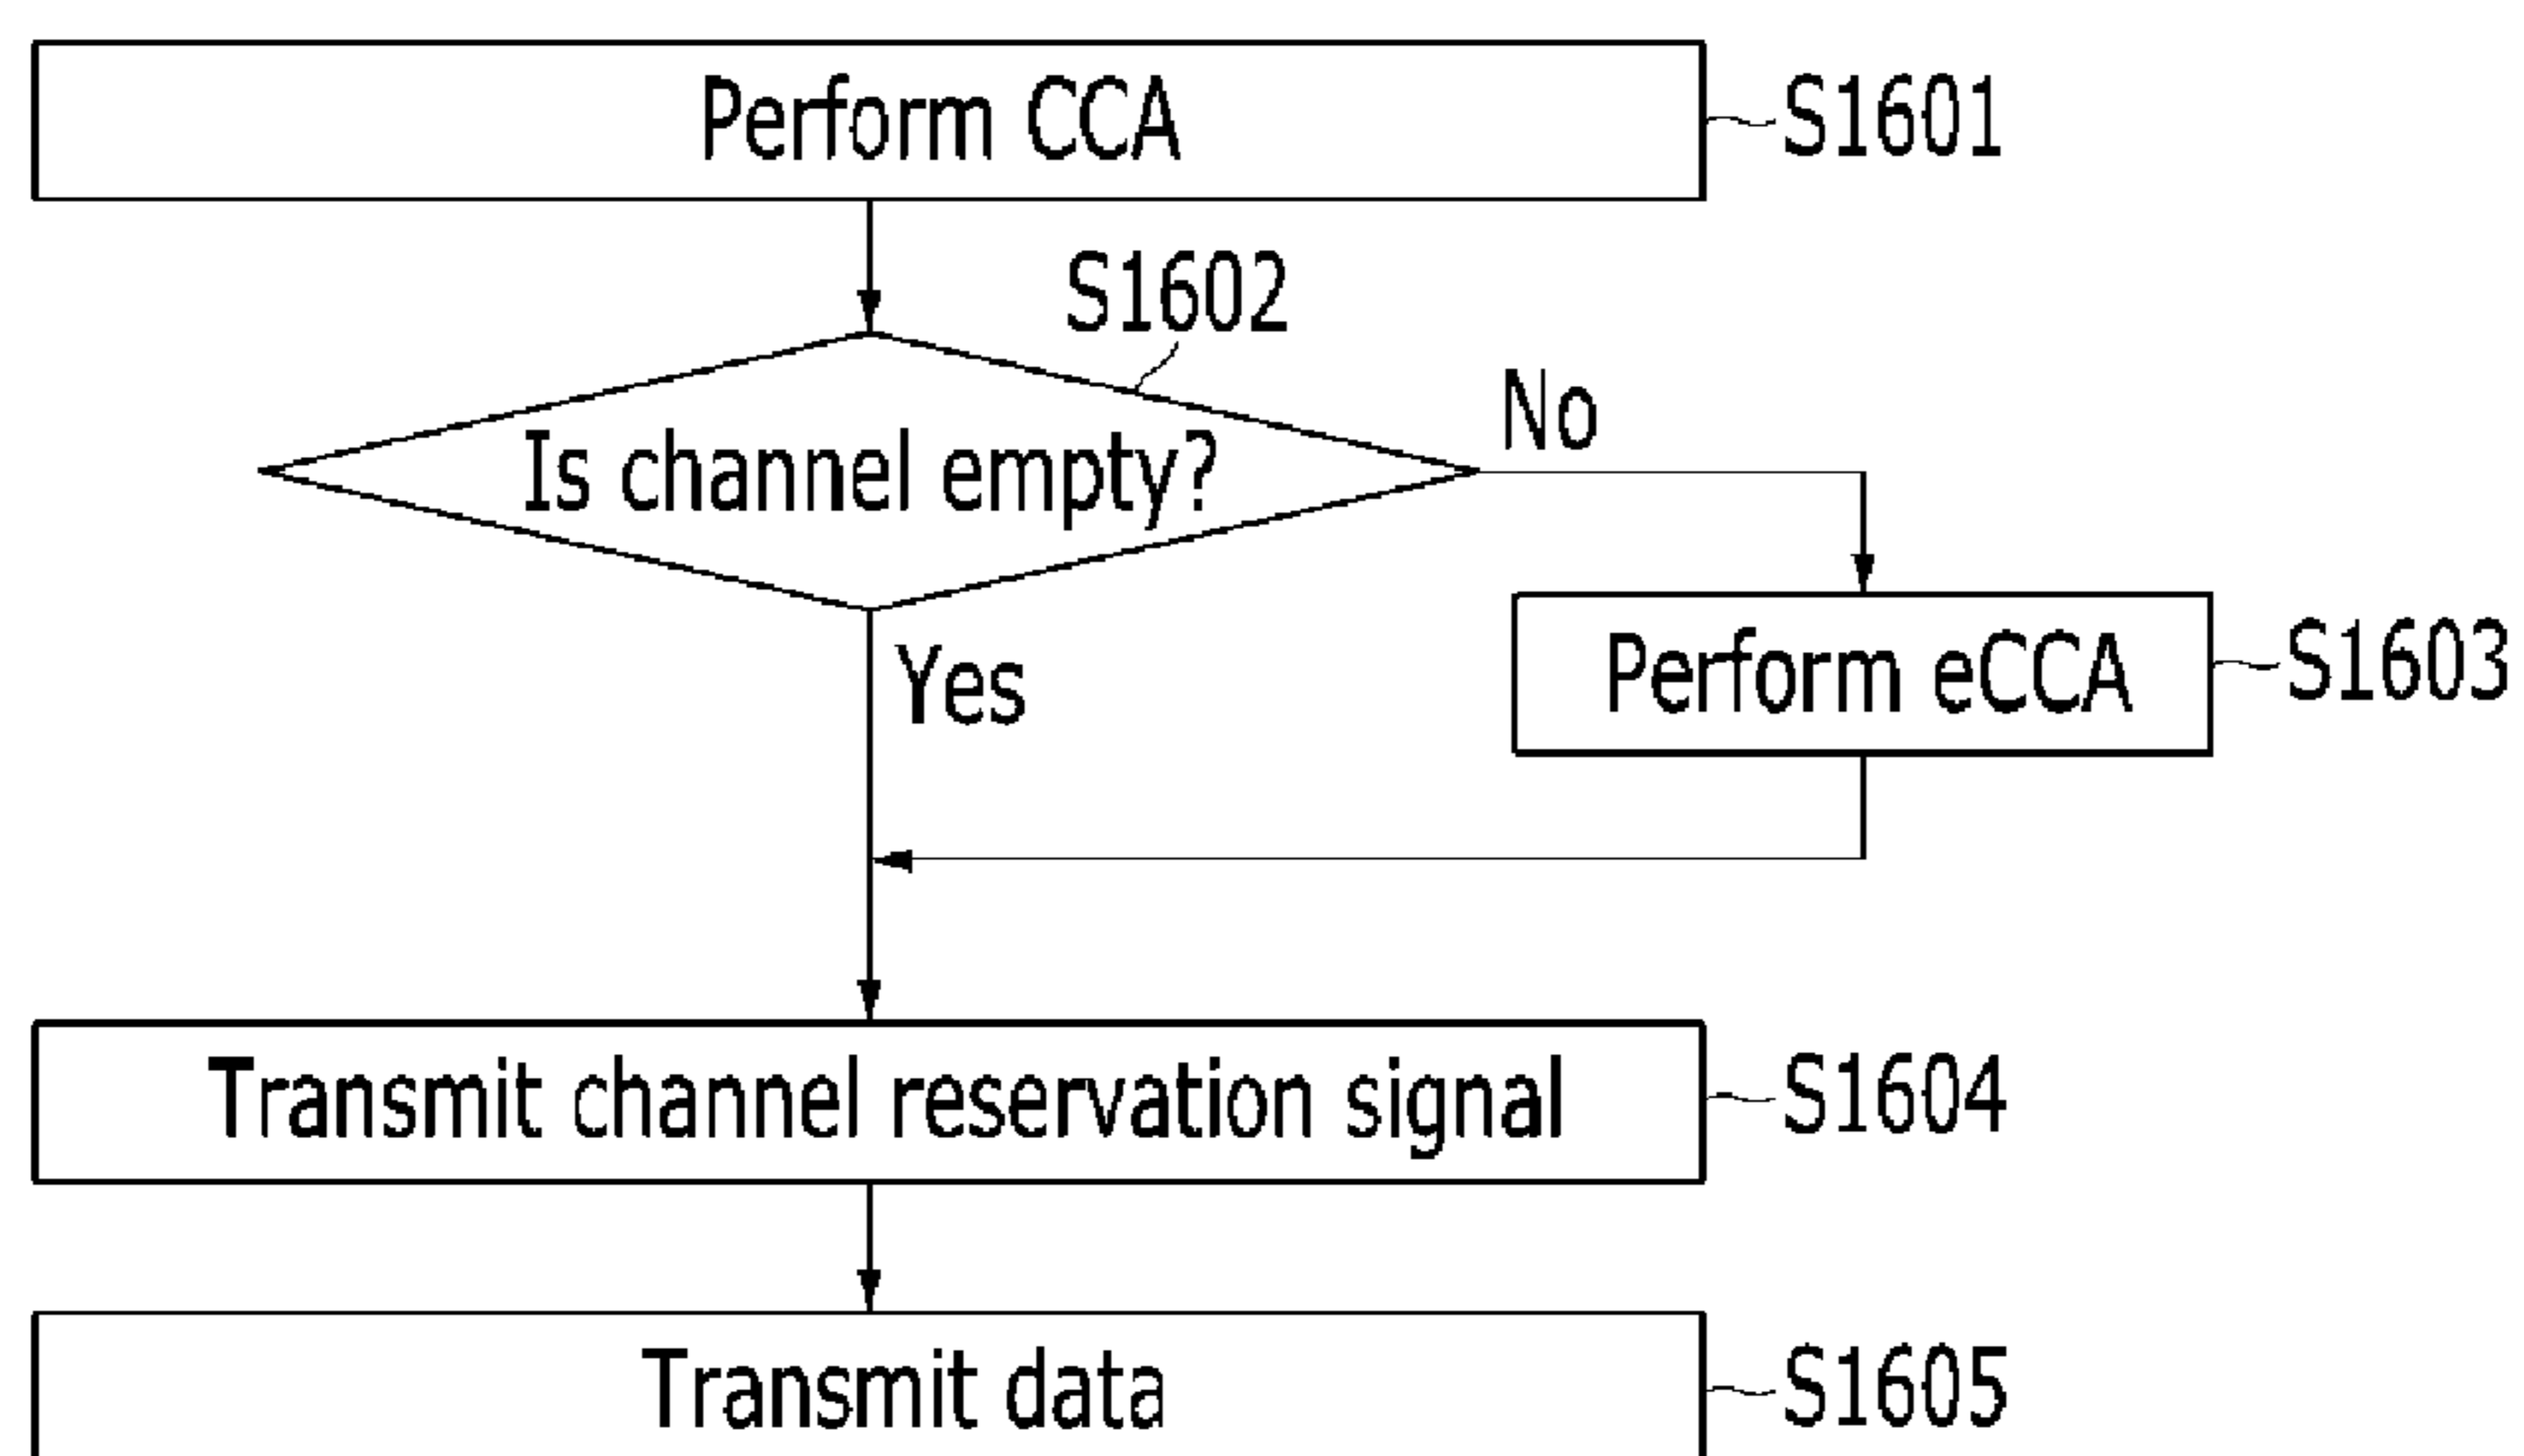 Perform CCA
S1601
S1602
Is channel empty?
No
Yes
Perform eCCA
S1603
Transmit channel reservation signal
S1604
Transmit data
S1605